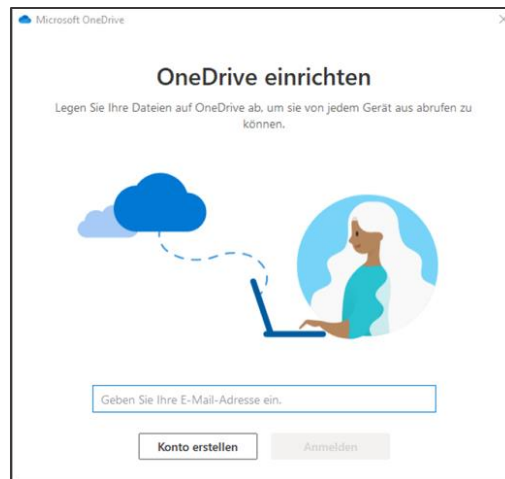 Microsoft OneDrive
OneDrive einrichten
Legen Sie Ihre Dateien auf OneDrive ab, um sie von jedem Gerät aus abrufen zu
können.
Geben Sie Ihre E-Mail-Adresse ein.
Konto erstellen
Anmelden